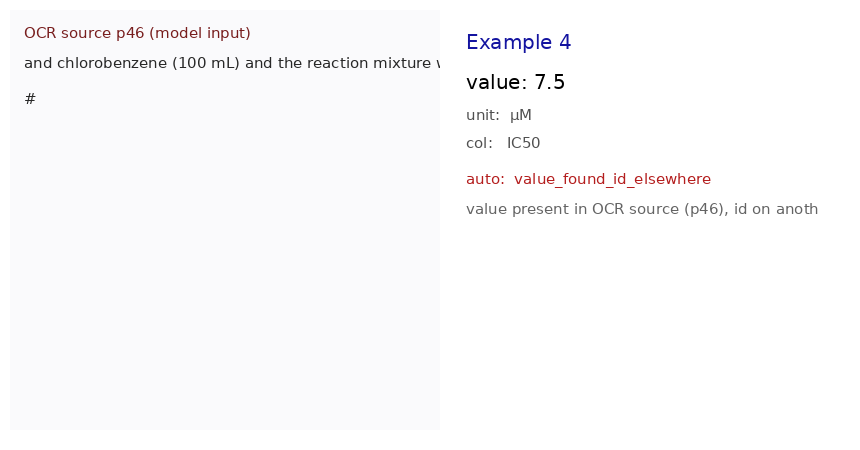 OCR source p46 (model input)
and chlorobenzene (100 mL) and the reaction mixture
#
Example 4
value: 7.5
unit: µM
col: IC50
auto: value_found_id_elsewhere
value present in OCR source (p46), id on anoth